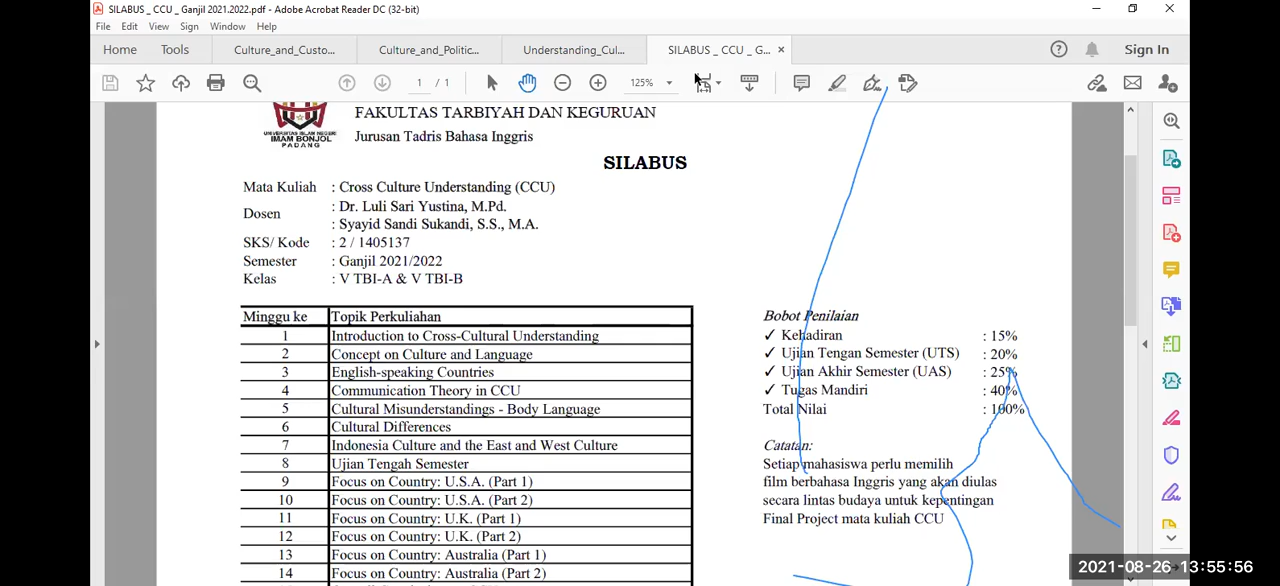 SILABUS _ CCU _ Ganjil 2021.2022.pdf - Adobe Acrobat Reader DC (32-bit)
File Edit View Sign Window Help
Home Tools Culture_and_Custo... Culture_and_Politic... Understanding_Cul... SILABUS _ CCU _ G... × Sign In
1 / 1 125%
FAKULTAS TARBIYAH DAN KEGURUAN
UNIVERSITAS ISLAM NEGERI
IMAM BONJOL
PADANG
Jurusan Tadris Bahasa Inggris
SILABUS
Mata Kuliah : Cross Culture Understanding (CCU)
Dosen : Dr. Luli Sari Yustina, M.Pd.
: Syayid Sandi Sukandi, S.S., M.A.
SKS/ Kode : 2 / 1405137
Semester : Ganjil 2021/2022
Kelas : V TBI-A & V TBI-B
Minggu ke Topik Perkuliahan
1 Introduction to Cross-Cultural Understanding
2 Concept on Culture and Language
3 English-speaking Countries
4 Communication Theory in CCU
5 Cultural Misunderstandings - Body Language
6 Cultural Differences
7 Indonesia Culture and the East and West Culture
8 Ujian Tengah Semester
9 Focus on Country: U.S.A. (Part 1)
10 Focus on Country: U.S.A. (Part 2)
11 Focus on Country: U.K. (Part 1)
12 Focus on Country: U.K. (Part 2)
13 Focus on Country: Australia (Part 1)
14 Focus on Country: Australia (Part 2)
Bobot Penilaian
✓ Kehadiran : 15%
✓ Ujian Tengan Semester (UTS) : 20%
✓ Ujian Akhir Semester (UAS) : 25%
✓ Tugas Mandiri : 40%
Total Nilai : 100%
Catatan:
Setiap mahasiswa perlu memilih
film berbahasa Inggris yang akan diulas
secara lintas budaya untuk kepentingan
Final Project mata kuliah CCU
2021-08-26 13:55:56